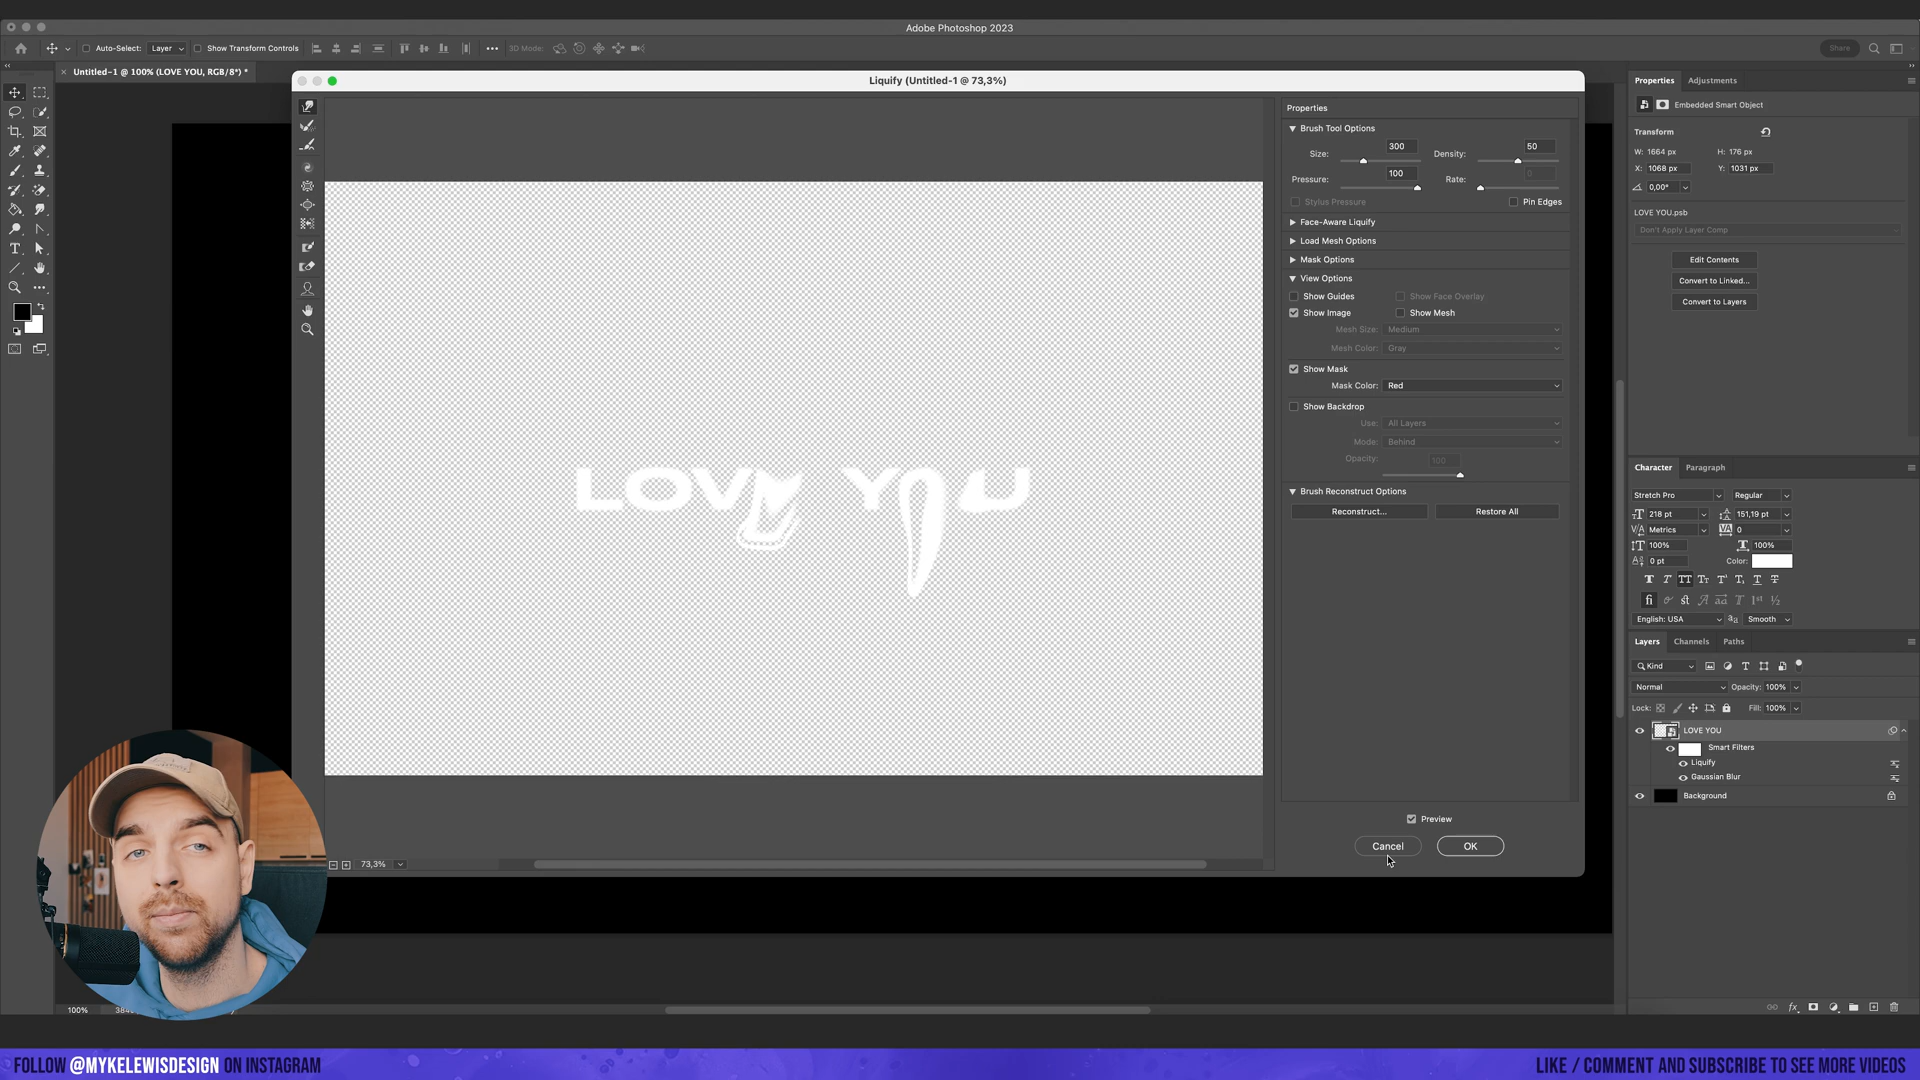 Adobe Photoshop 2023
Auto-Select:
Layer
Show Transform Controls
3D Mode:
Share
Untitled-1 @ 100% (LOVE YOU, RGB/8*) *
Liquify (Untitled-1 @ 73,3%)
Properties
Brush Tool Options
Size:
300
Density:
50
Pressure:
100
Rate:
0
Stylus Pressure
Pin Edges
Face-Aware Liquify
Load Mesh Options
Mask Options
View Options
Show Guides
Show Face Overlay
Show Image
Show Mesh
Mesh Size:
Medium
Mesh Color:
Gray
Show Mask
Mask Color:
Red
Show Backdrop
Use:
All Layers
Mode:
Behind
Opacity:
100
Brush Reconstruct Options
Reconstruct...
Restore All
Preview
Cancel
OK
LOVE YOU
73,3%
100%
Properties
Adjustments
Embedded Smart Object
Transform
W: 1664 px
H: 176 px
X: 1068 px
Y: 1031 px
0,00°
LOVE YOU.psb
Don't Apply Layer Comp
Edit Contents
Convert to Linked...
Convert to Layers
Character
Paragraph
Stretch Pro
Regular
218 pt
151,19 pt
Metrics
0
100%
100%
0 pt
Color:
English: USA
Smooth
Layers
Channels
Paths
Kind
Normal
Opacity: 100%
Lock:
Fill: 100%
LOVE YOU
Smart Filters
Liquify
Gaussian Blur
Background
FOLLOW @MYKELEWISDESIGN ON INSTAGRAM
LIKE / COMMENT AND SUBSCRIBE TO SEE MORE VIDEOS